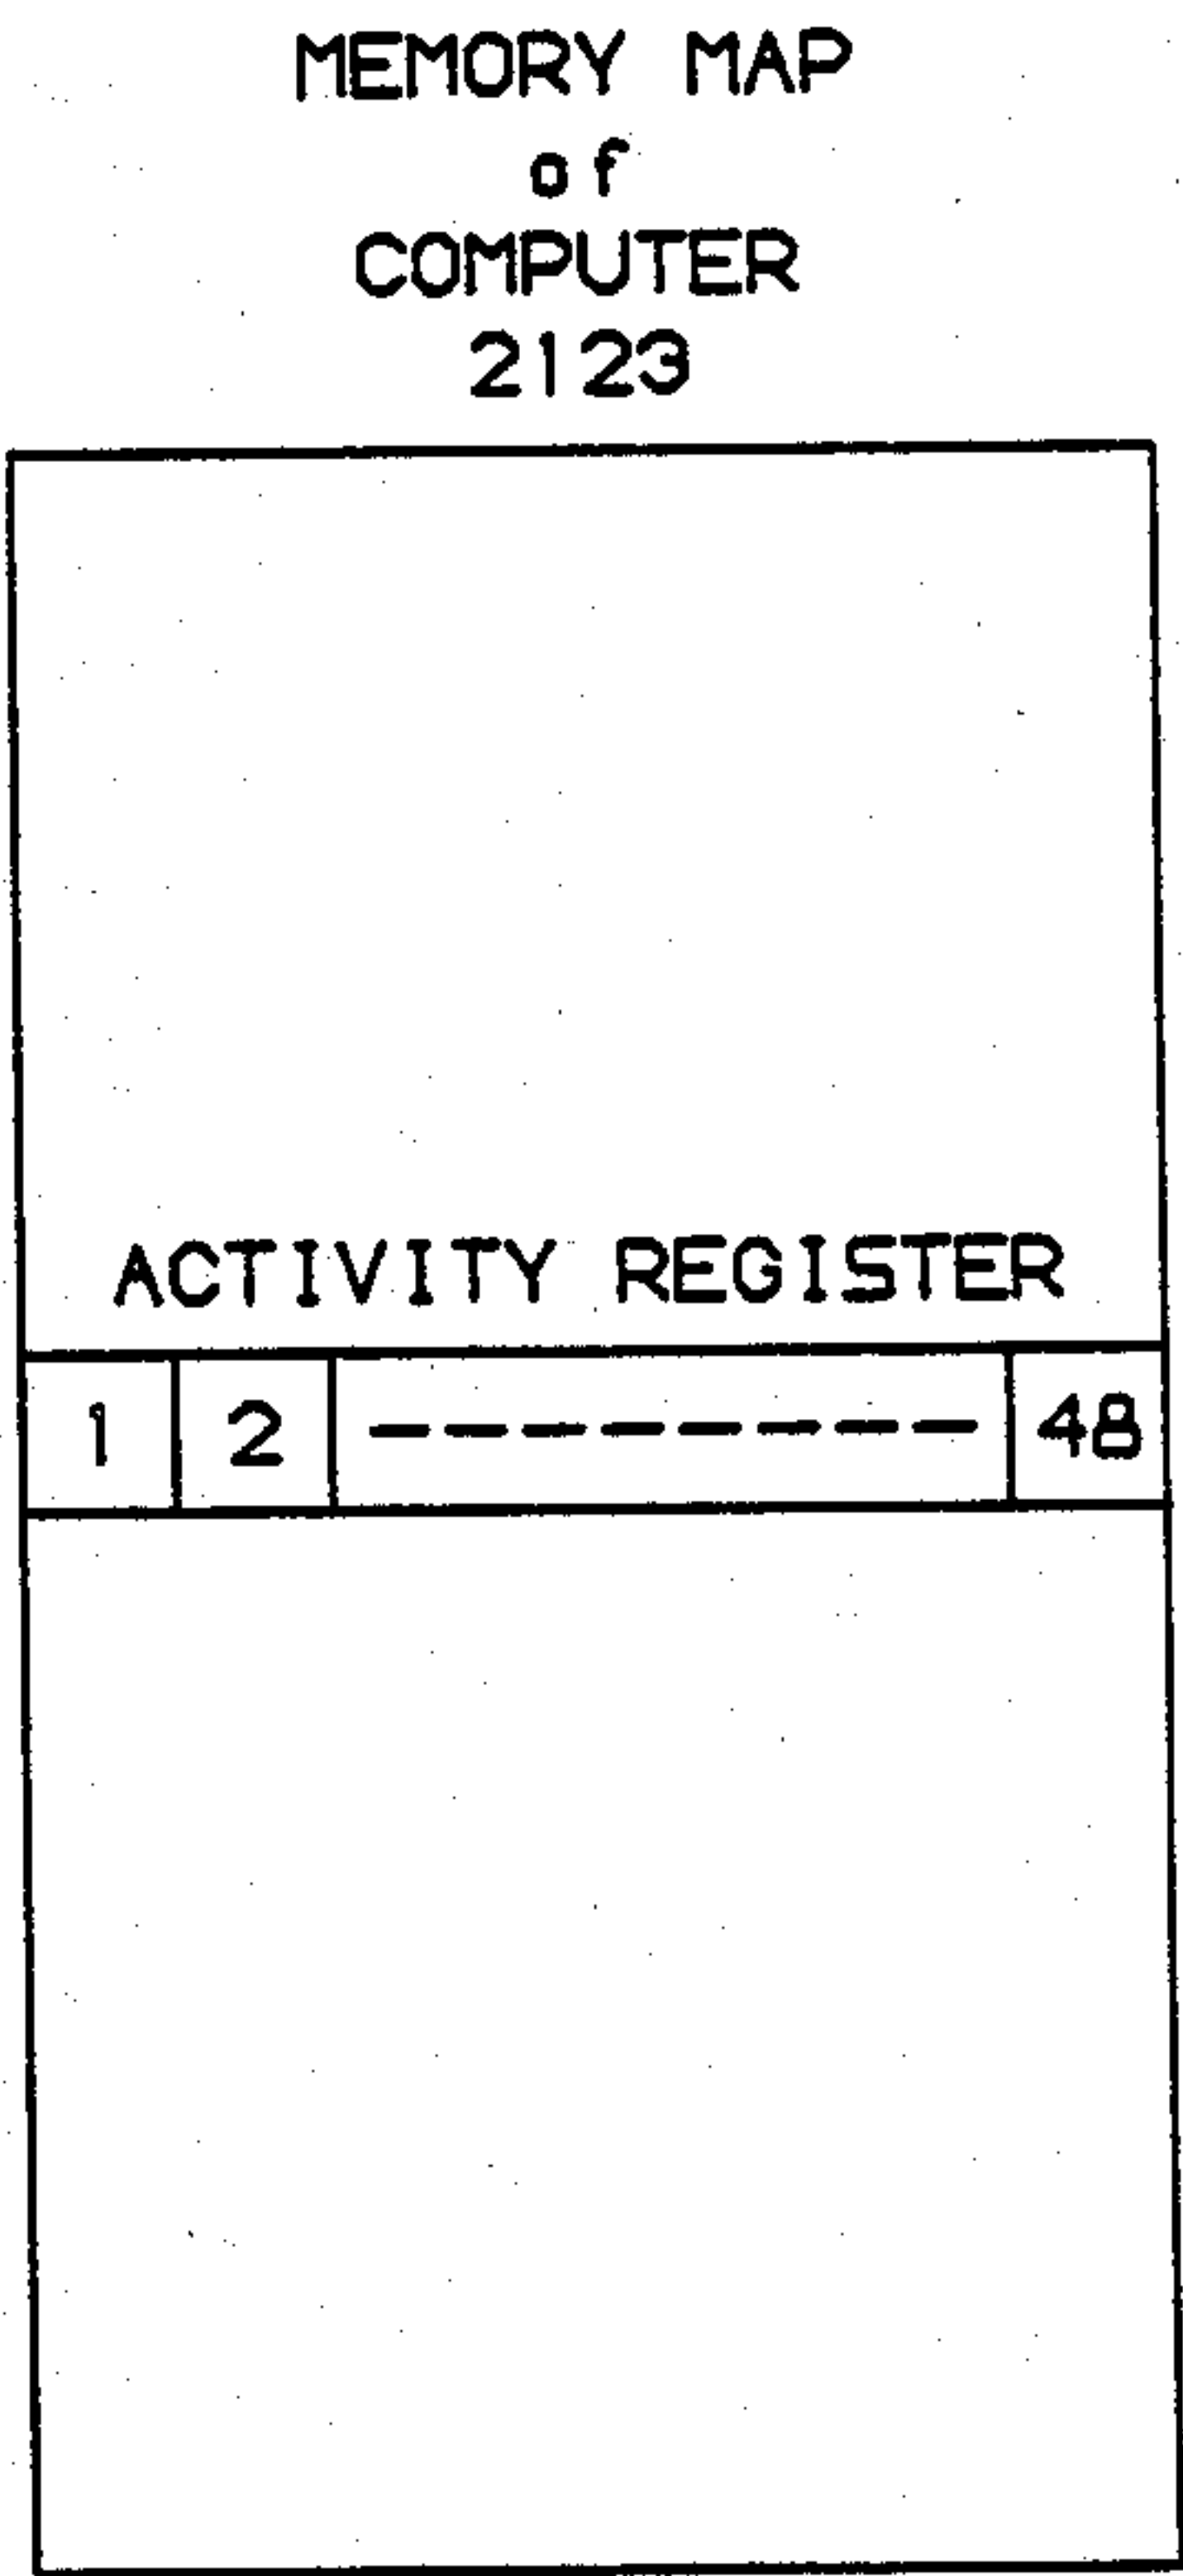 MEMORY MAP
of
COMPUTER
2123
ACTIVITY REGISTER
1 2 -------- 48